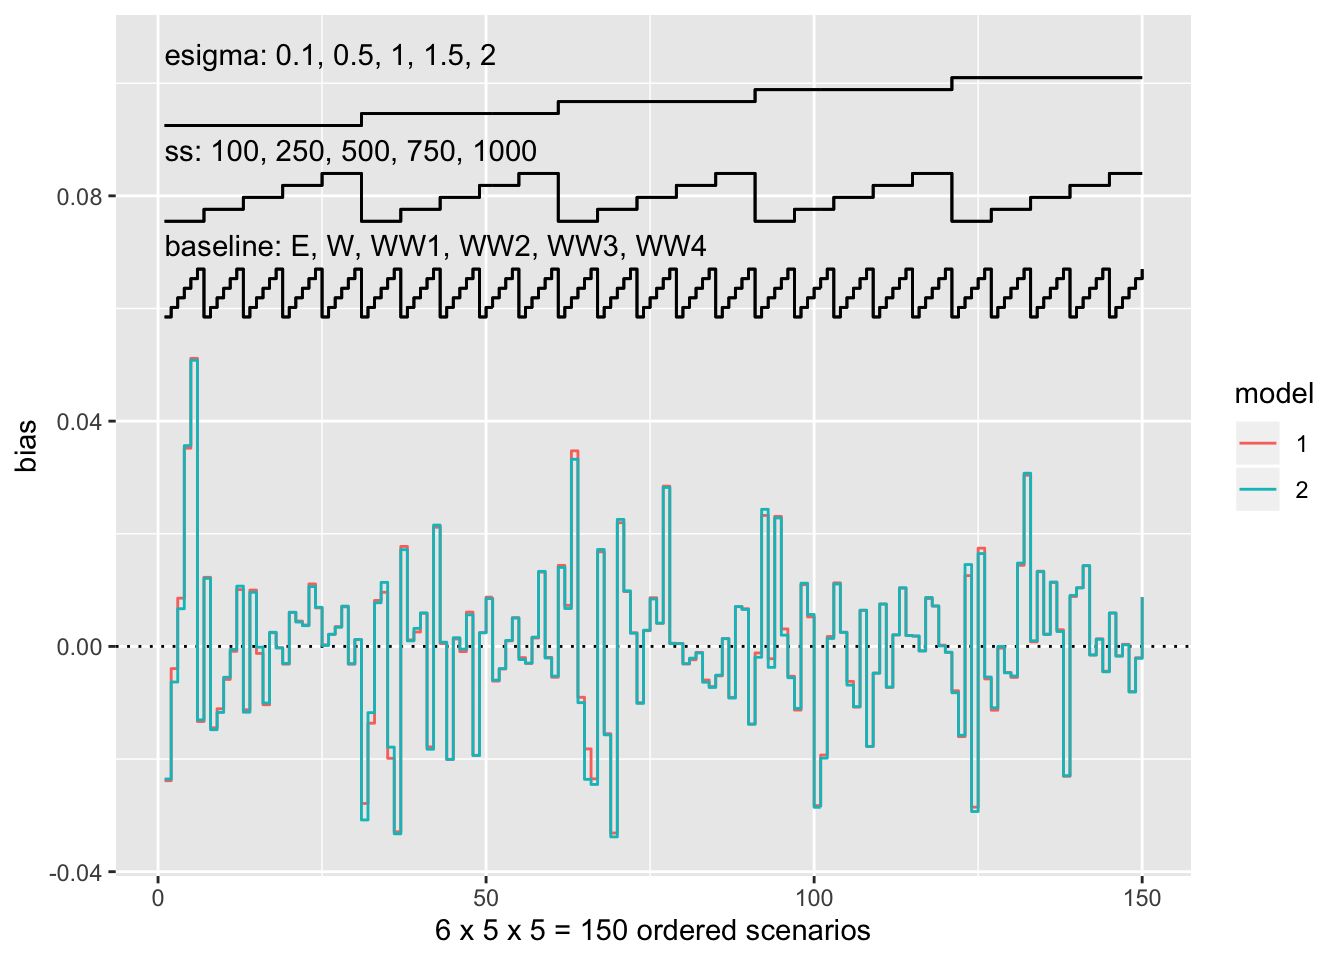 esigma: 0.1, 0.5, 1, 1.5, 2
ss: 100, 250, 500, 750, 1000
baseline: E, W, WW1, WW2, WW3, WW4
0.08
0.04
0.00
-0.04
bias
0
50
100
150
6 x 5 x 5 = 150 ordered scenarios
model
1
2